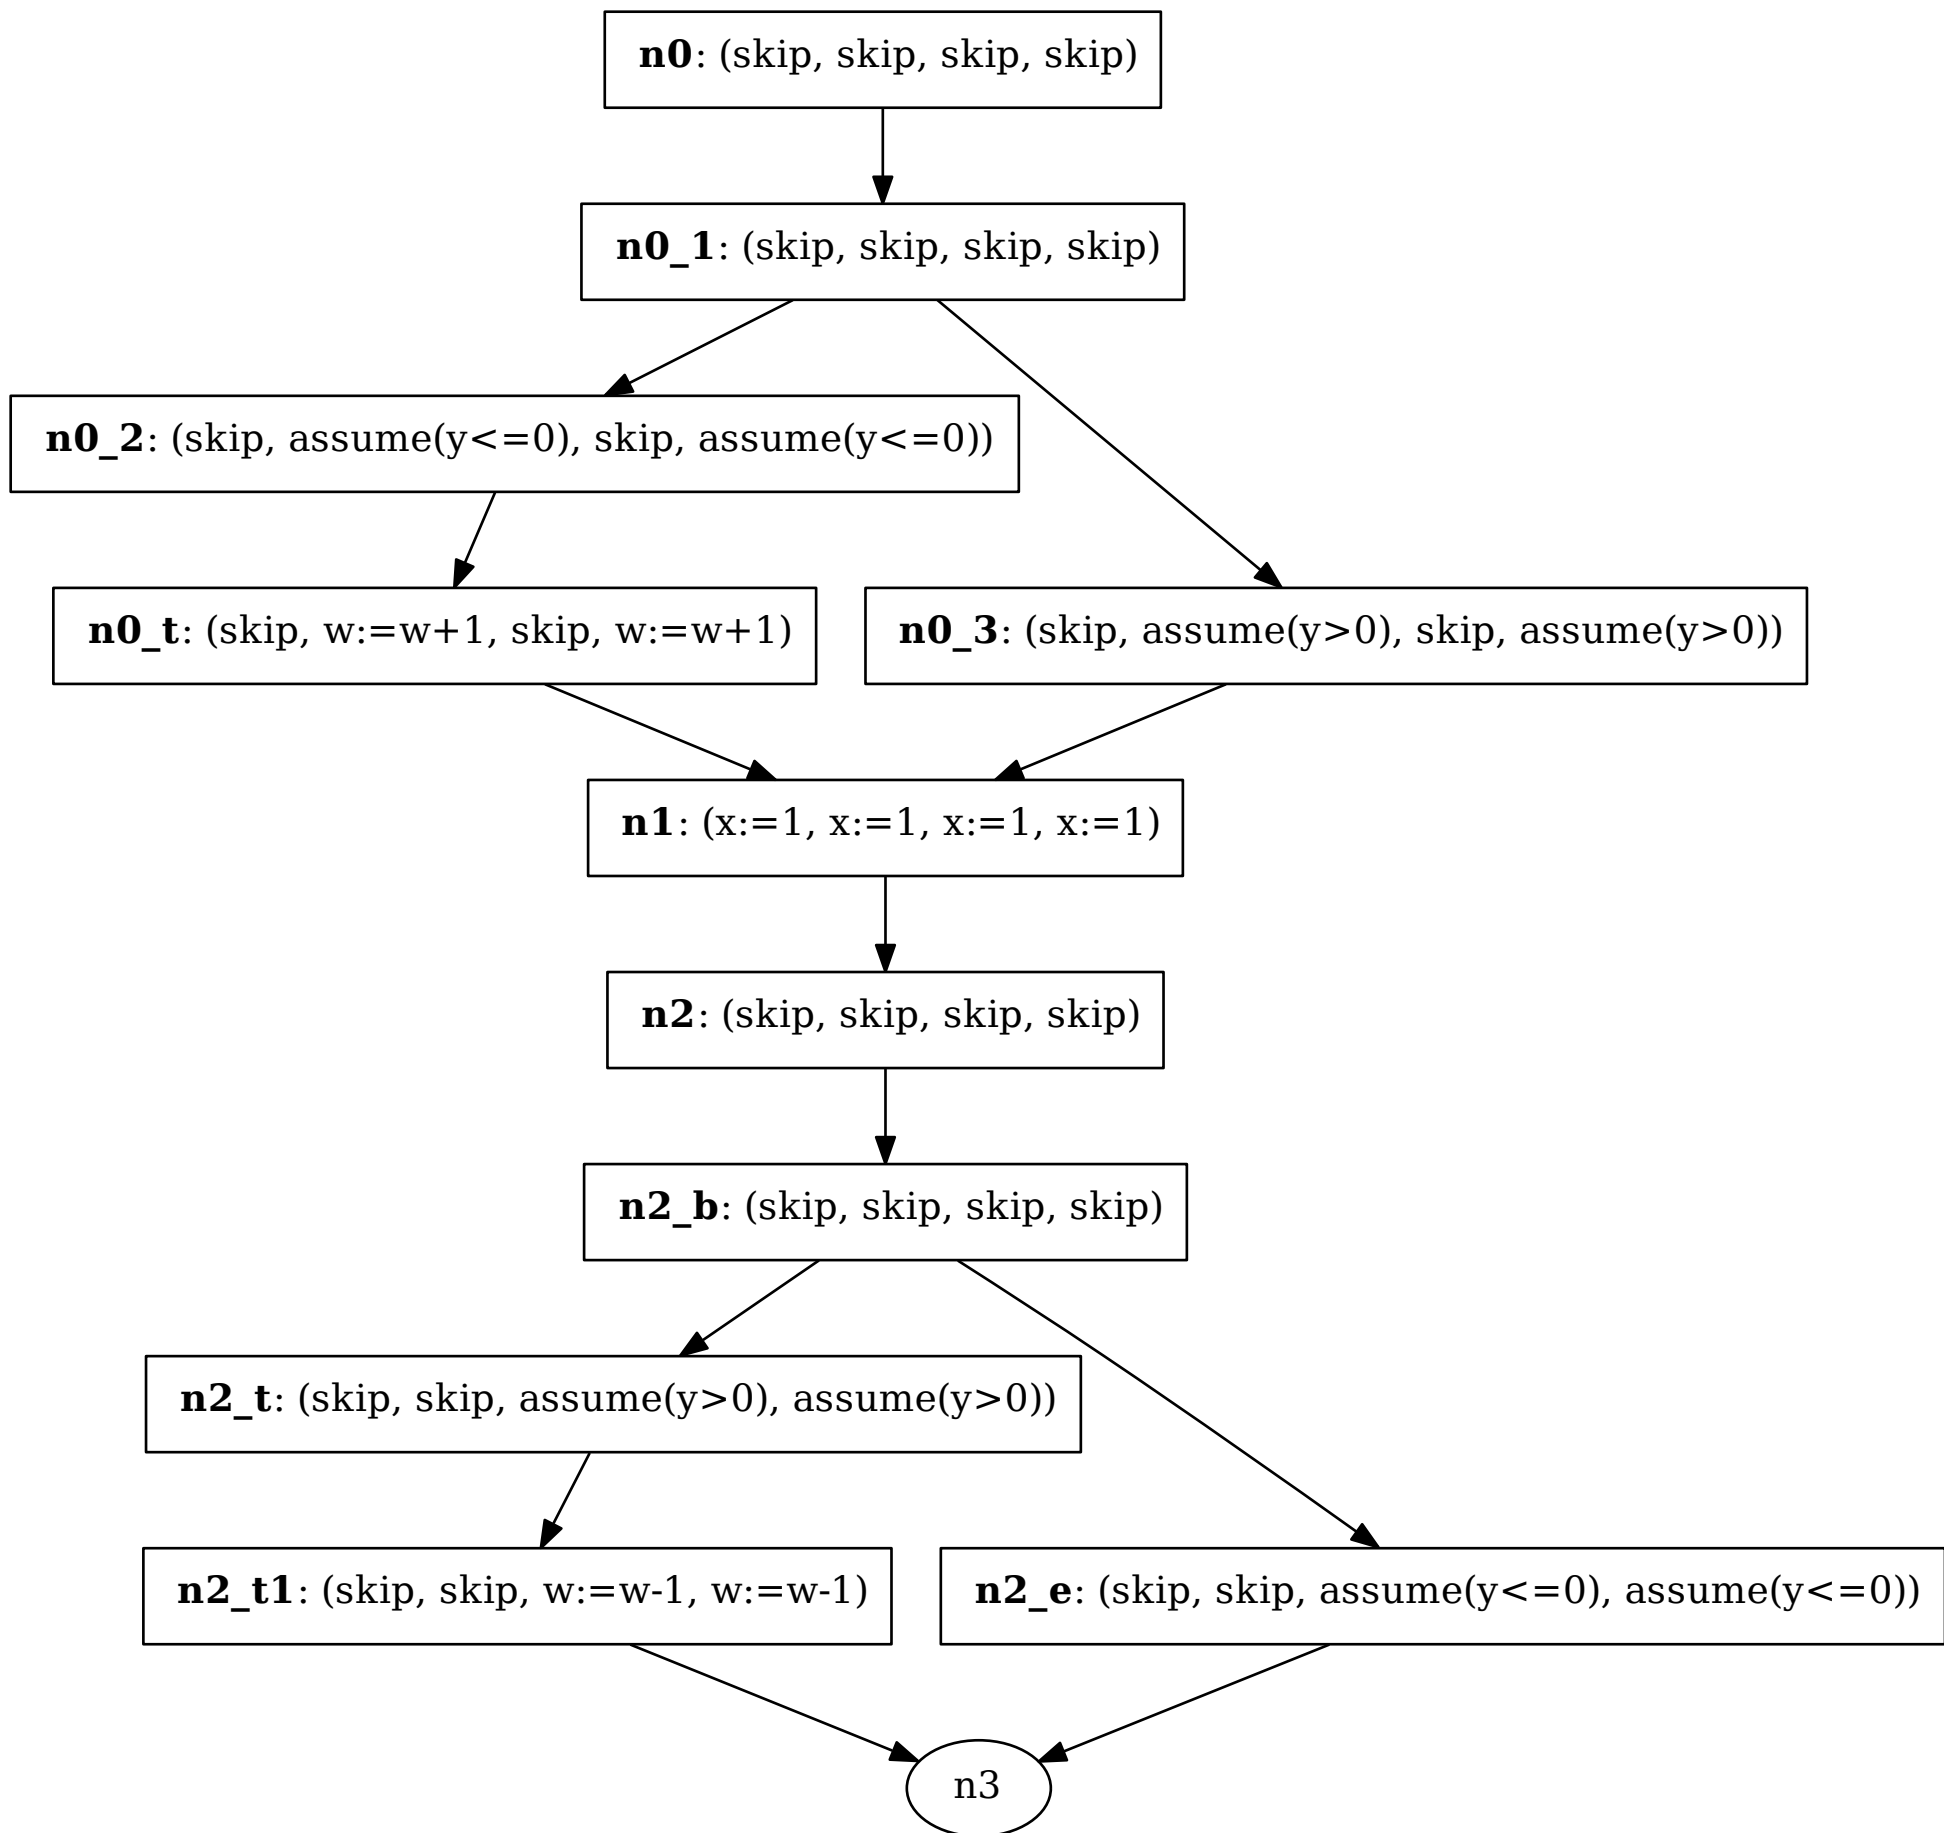 n0: (skip, skip, skip, skip)
n0_1: (skip, skip, skip, skip)
n0_2: (skip, assume(y<=0), skip, assume(y<=0))
n0_t: (skip, w:=w+1, skip, w:=w+1)
n0_3: (skip, assume(y>0), skip, assume(y>0))
n1: (x:=1, x:=1, x:=1, x:=1)
n2: (skip, skip, skip, skip)
n2_b: (skip, skip, skip, skip)
n2_t: (skip, skip, assume(y>0), assume(y>0))
n2_t1: (skip, skip, w:=w-1, w:=w-1)
n2_e: (skip, skip, assume(y<=0), assume(y<=0))
n3